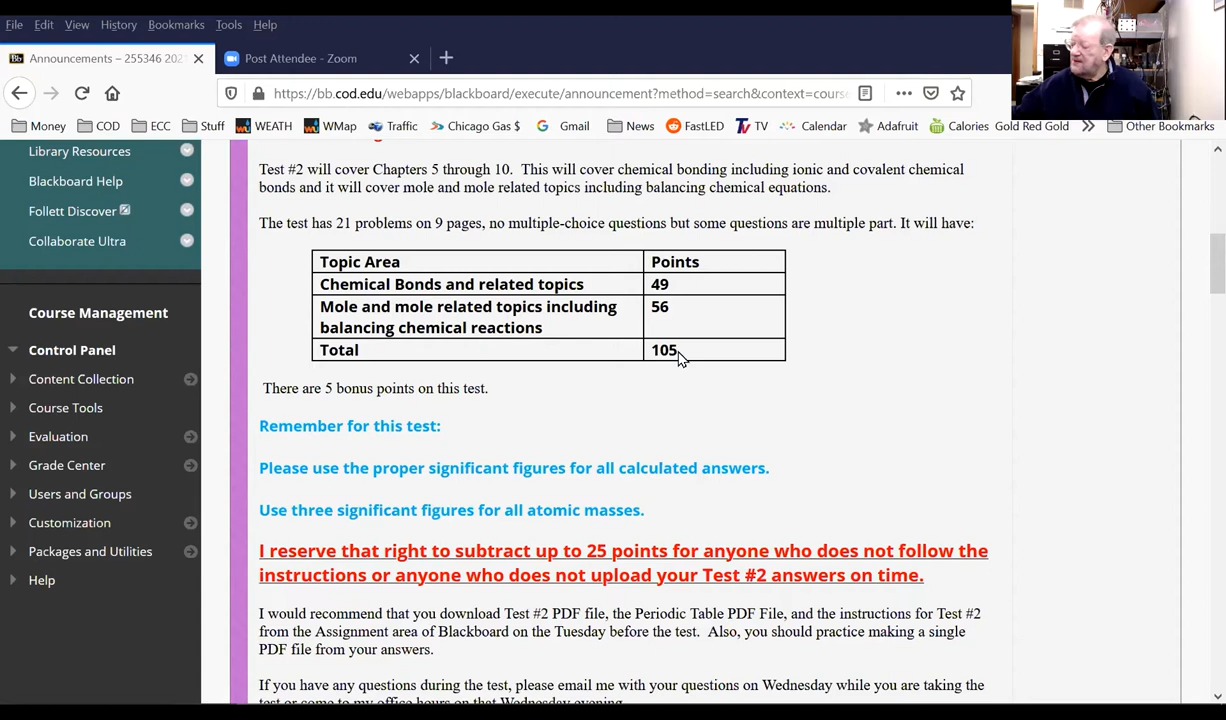 File Edit View History Bookmarks Tools Help
Bb Announcements – 255346 202
Post Attendee - Zoom
https://bb.cod.edu/webapps/blackboard/execute/announcement?method=search&context=cours
Money COD ECC Stuff WEATH WMap Traffic Chicago Gas $ Gmail News FastLED TV Calendar Adafruit Calories Gold Red Gold Other Bookmarks
Library Resources
Blackboard Help
Follett Discover
Collaborate Ultra
Course Management
Control Panel
Content Collection
Course Tools
Evaluation
Grade Center
Users and Groups
Customization
Packages and Utilities
Help
Test #2 will cover Chapters 5 through 10. This will cover chemical bonding including ionic and covalent chemical
bonds and it will cover mole and mole related topics including balancing chemical equations.
The test has 21 problems on 9 pages, no multiple-choice questions but some questions are multiple part. It will have:
Topic Area Points
Chemical Bonds and related topics 49
Mole and mole related topics including 56
balancing chemical reactions
Total 105
There are 5 bonus points on this test.
Remember for this test:
Please use the proper significant figures for all calculated answers.
Use three significant figures for all atomic masses.
I reserve that right to subtract up to 25 points for anyone who does not follow the
instructions or anyone who does not upload your Test #2 answers on time.
I would recommend that you download Test #2 PDF file, the Periodic Table PDF File, and the instructions for Test #2
from the Assignment area of Blackboard on the Tuesday before the test. Also, you should practice making a single
PDF file from your answers.
If you have any questions during the test, please email me with your questions on Wednesday while you are taking the
test or come to my office hours on that Wednesday evening.